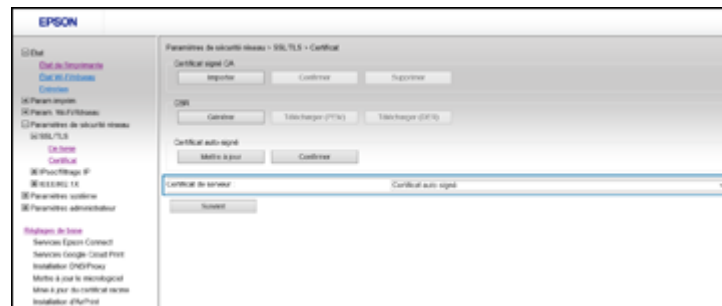 EPSON
État
État de l'imprimante
État Wi-Fi/Réseau
Entretien
Param imprim
Param. Wi-Fi/Réseau
Paramètres de sécurité réseau
SSL/TLS
De base
Certificat
IPsec/filtrage IP
IEEE802.1X
Paramètres système
Paramètres administrateur
Réglages de base
Services Epson Connect
Services Google Cloud Print
Installation DNS/Proxy
Mettre à jour le micrologiciel
Mise à jour du certificat racine
Installation d'AirPrint
Paramètres de sécurité réseau > SSL/TLS > Certificat
Certificat signé CA
Importer Confirmer Supprimer
CSR
Générer Télécharger (PEM) Télécharger (DER)
Certificat auto-signé
Mettre à jour Confirmer
Certificat de serveur Certificat auto signé
Suivant